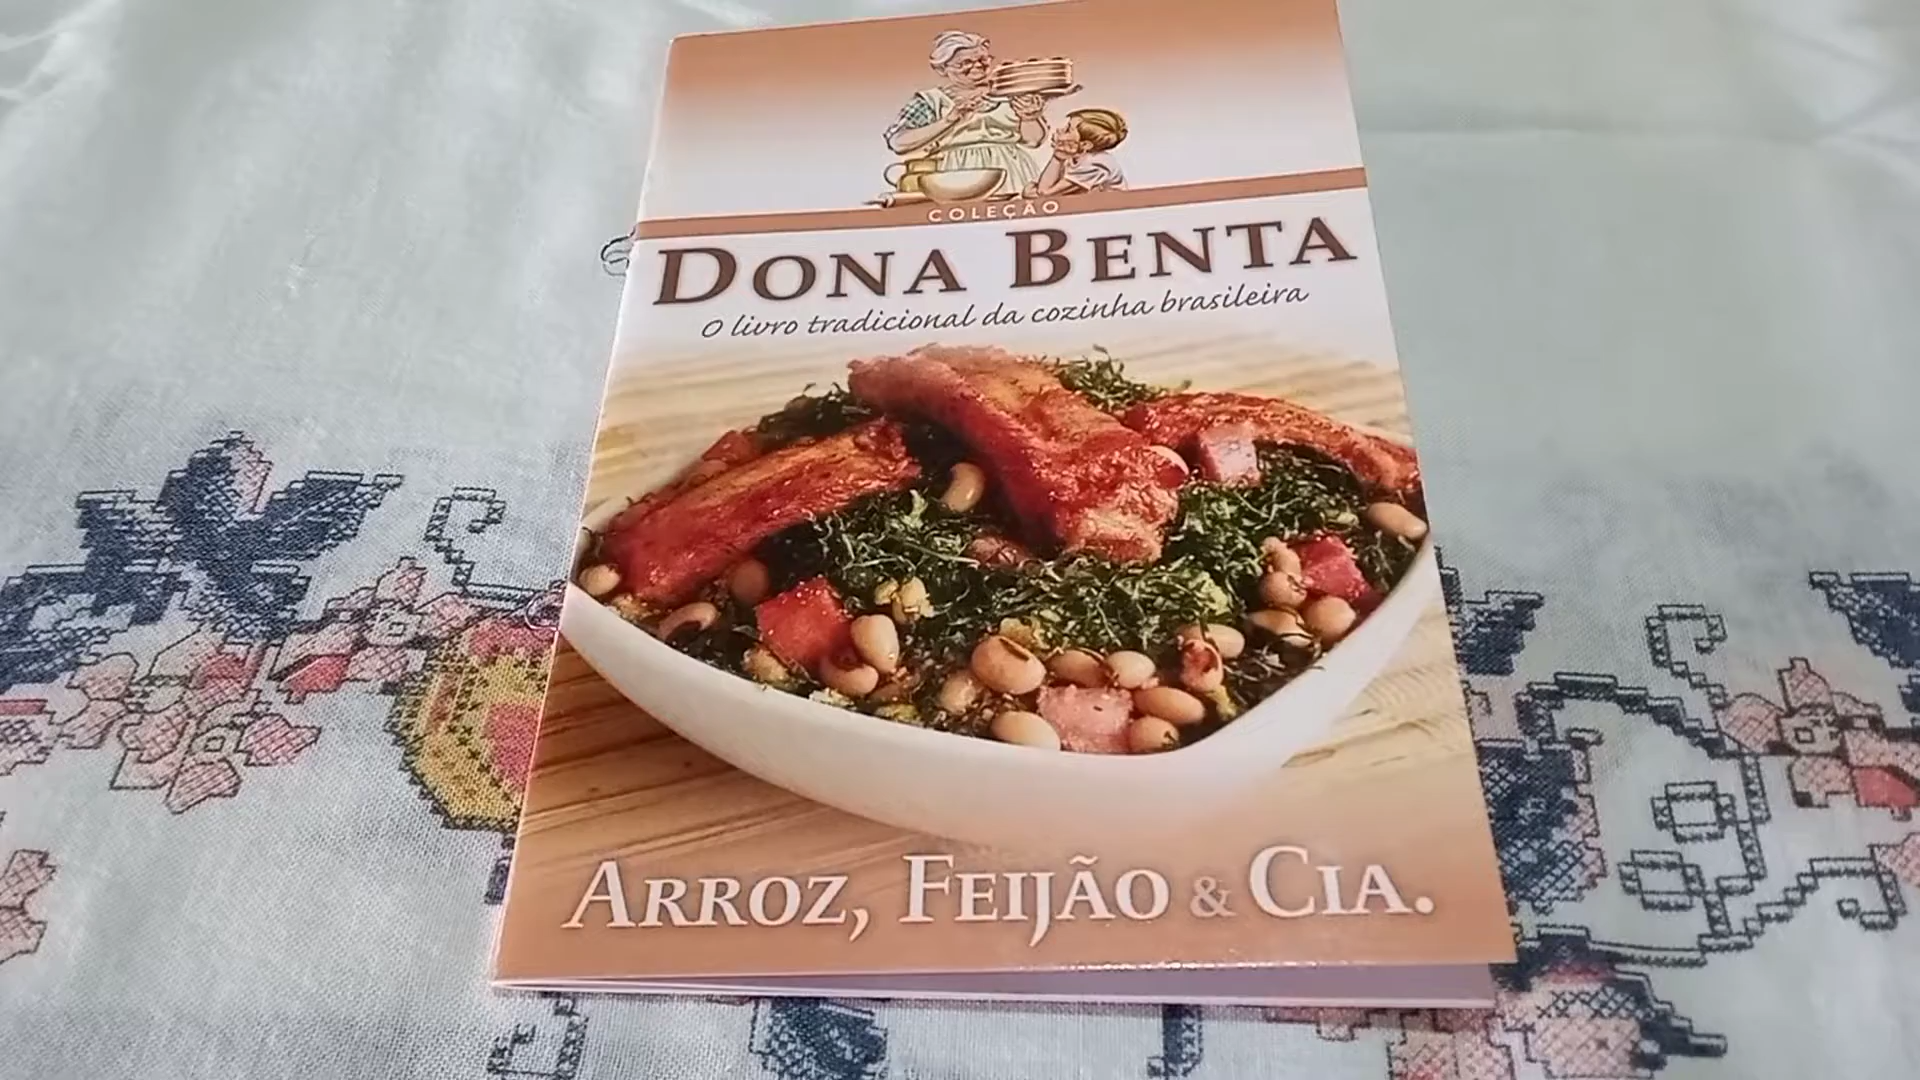 COLEÇÃO
DONA BENTA
O livro tradicional da cozinha brasileira
ARROZ, FEIJÃO & CIA.